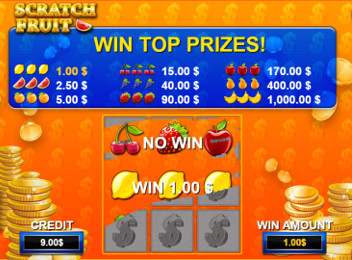 SCRATCH
FRUIT
WIN TOP PRIZES!
1.00 $ 15.00 $ 170.00 $
2.50 $ 40.00 $ 400.00 $
5.00 $ 90.00 $ 1,000.00 $
NO WIN
WIN 1.00 $
$ $ $
CREDIT WIN AMOUNT
9.00$ 1.00$